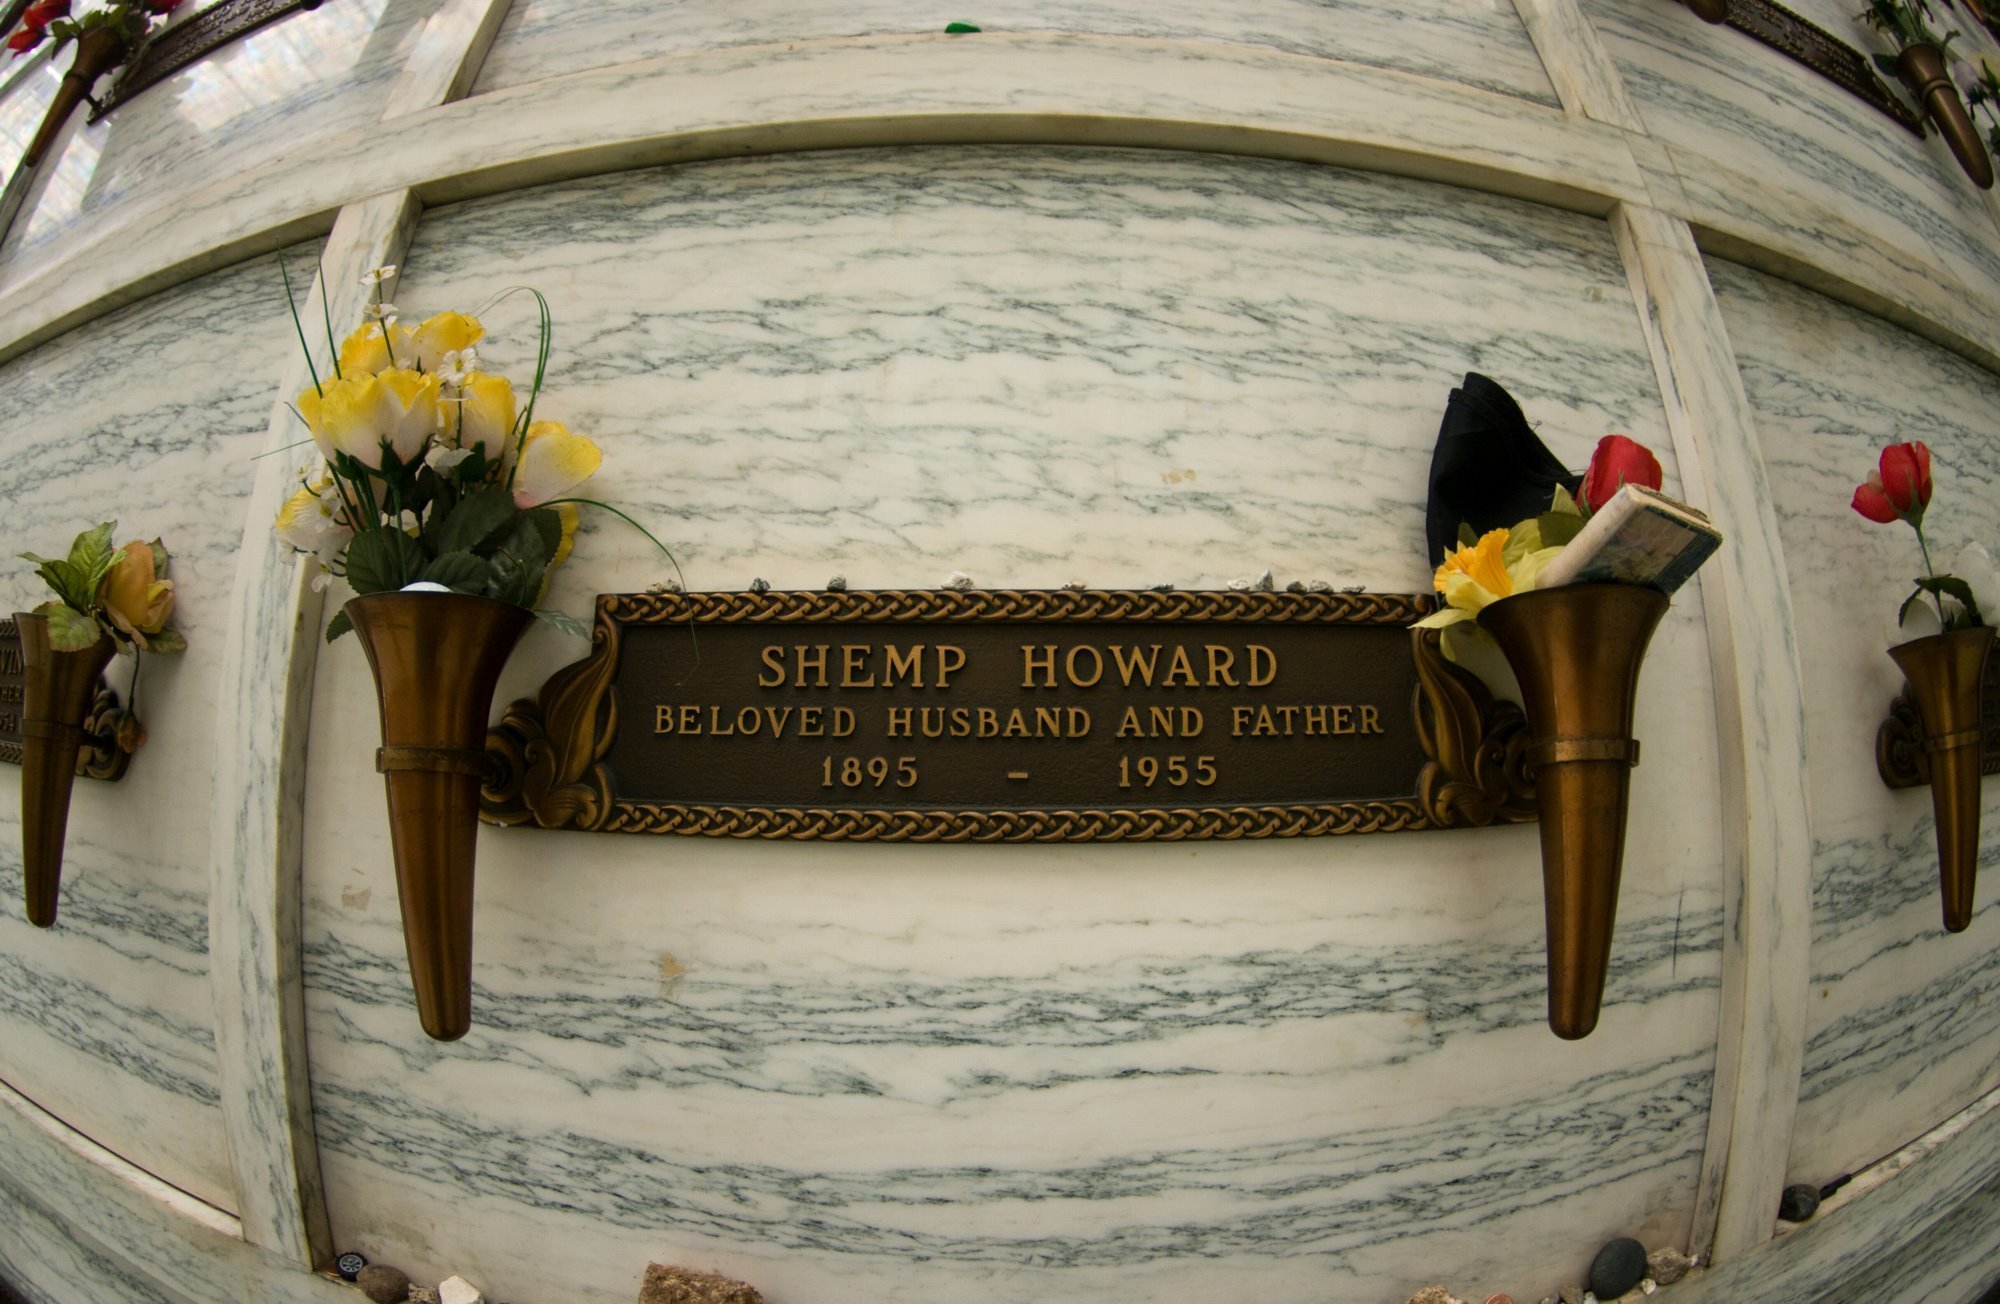 SHEMP HOWARD
BELOVED HUSBAND AND FATHER
1895 - 1955